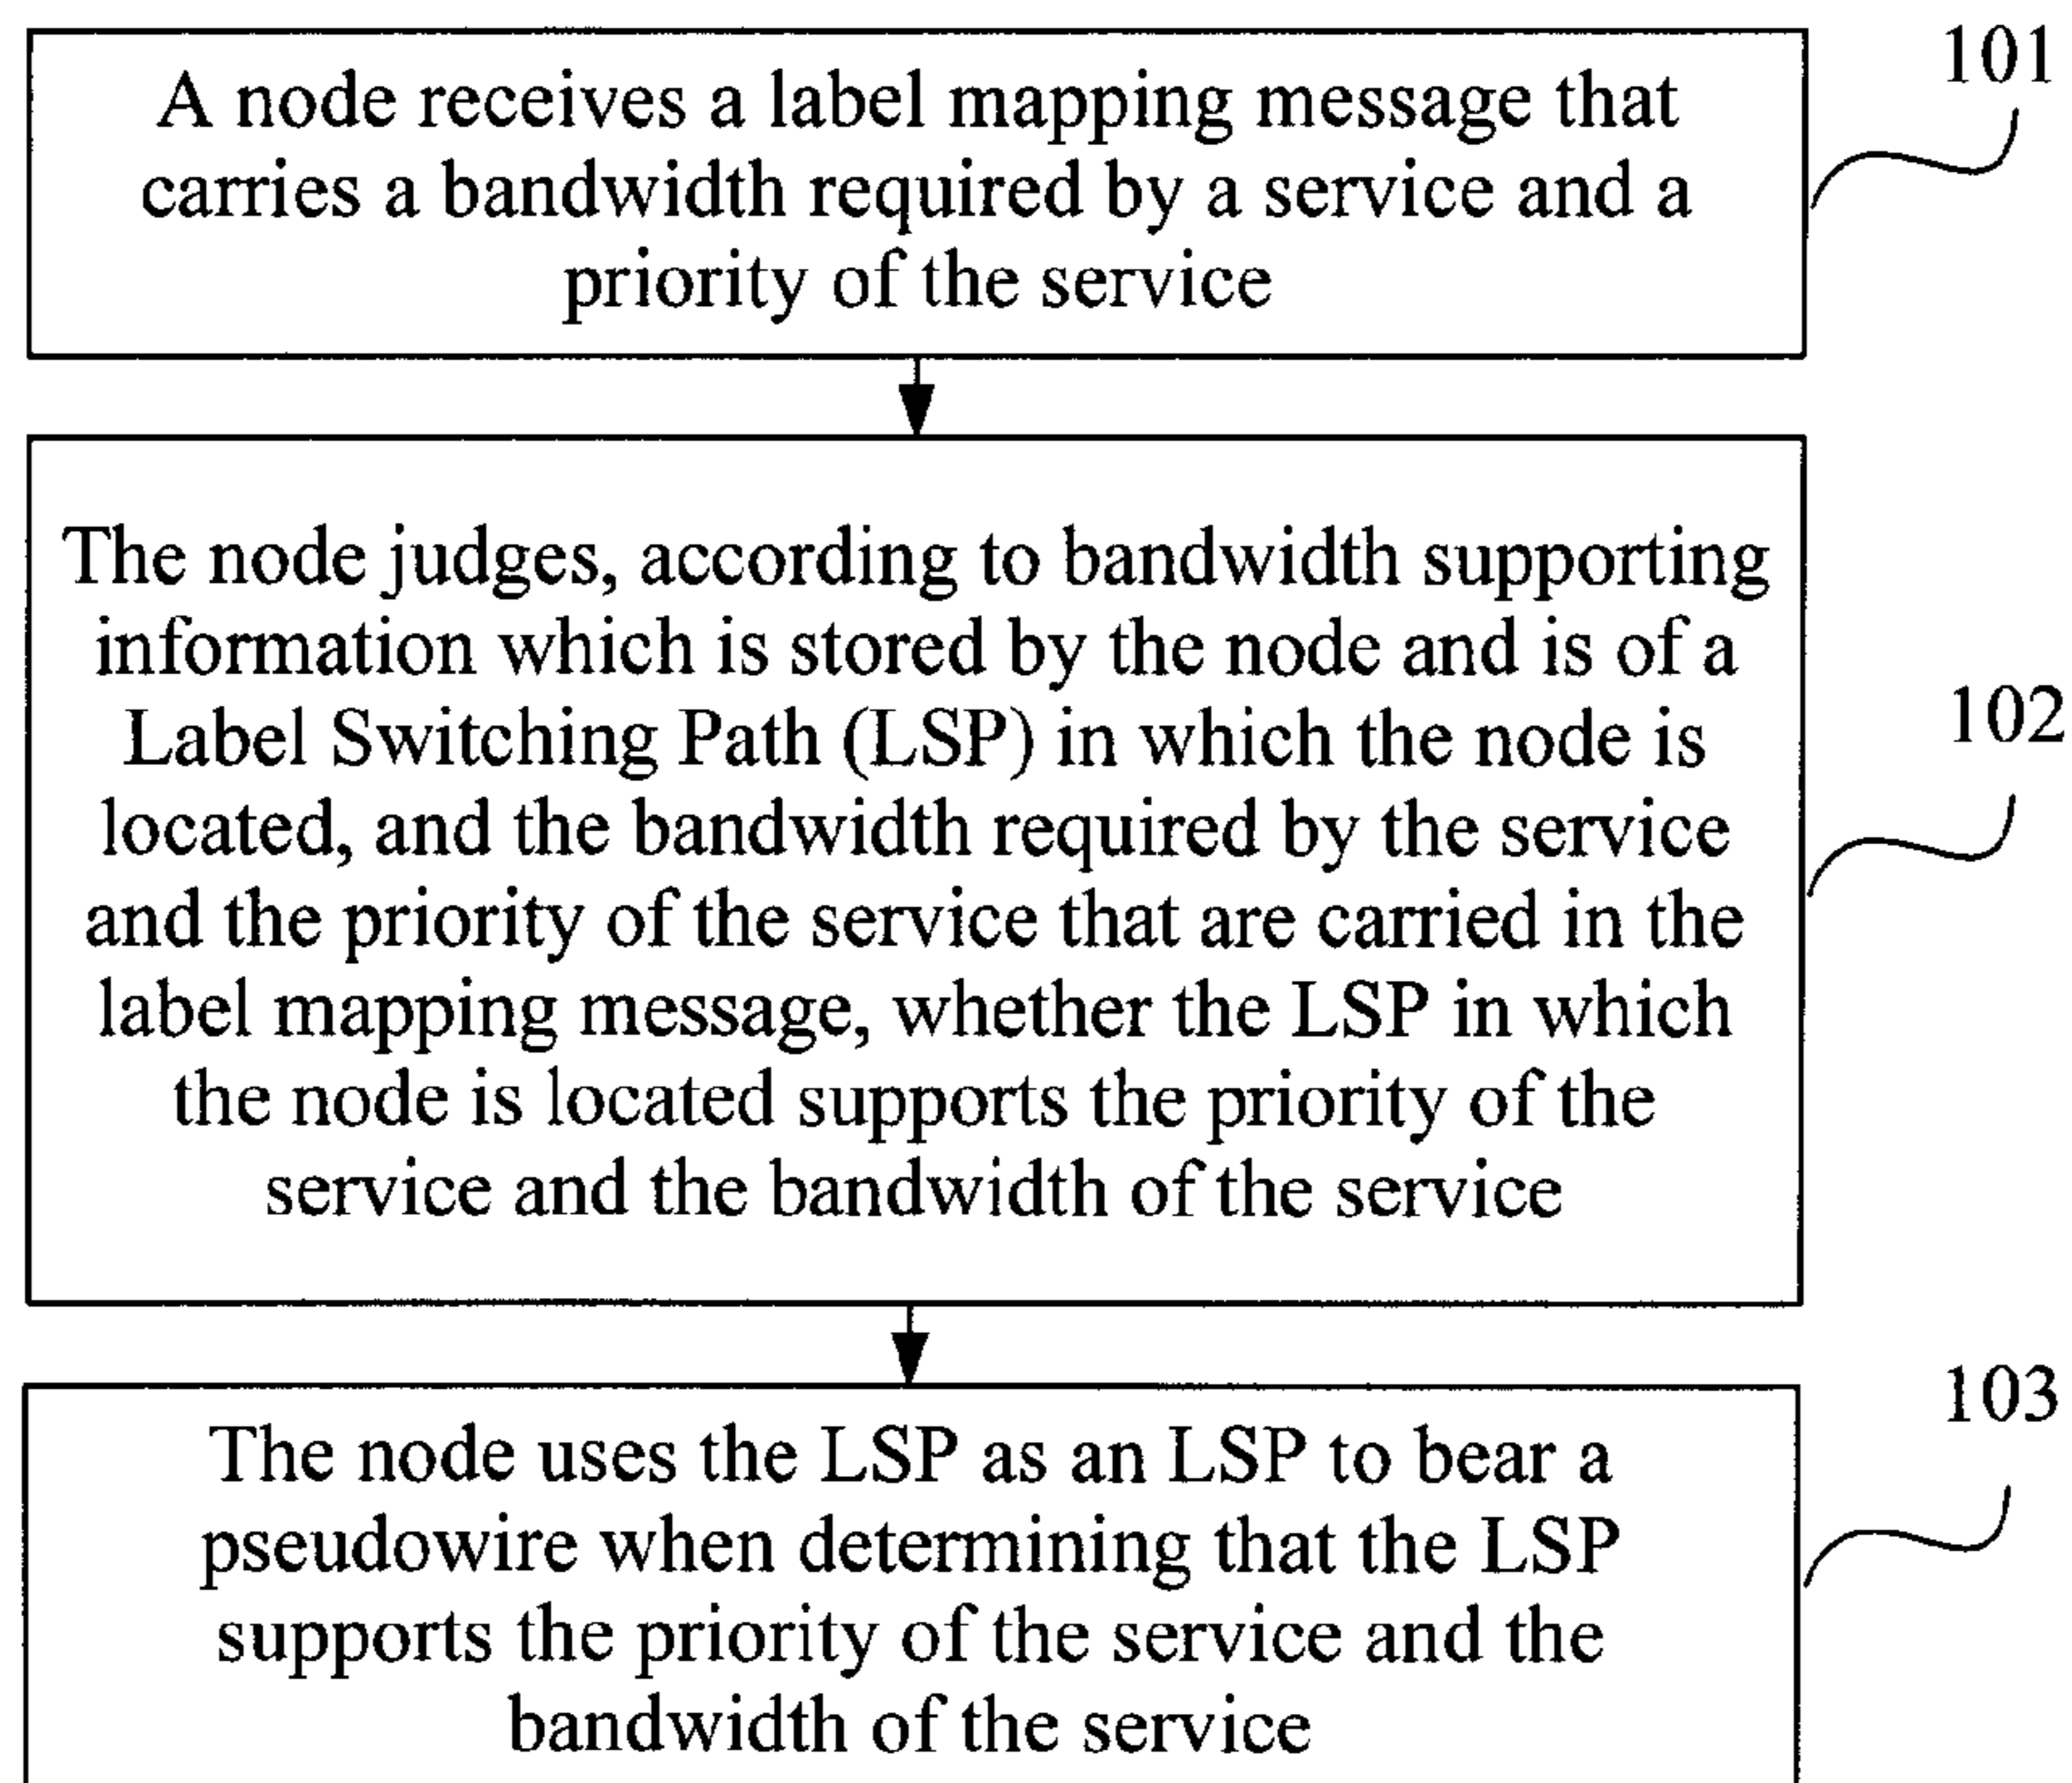 A node receives a label mapping message that
carries a bandwidth required by a service and a
priority of the service
101
The node judges, according to bandwidth supporting
information which is stored by the node and is of a
Label Switching Path (LSP) in which the node is
located, and the bandwidth required by the service
and the priority of the service that are carried in the
label mapping message, whether the LSP in which
the node is located supports the priority of the
service and the bandwidth of the service
102
The node uses the LSP as an LSP to bear a
pseudowire when determining that the LSP
supports the priority of the service and the
bandwidth of the service
103